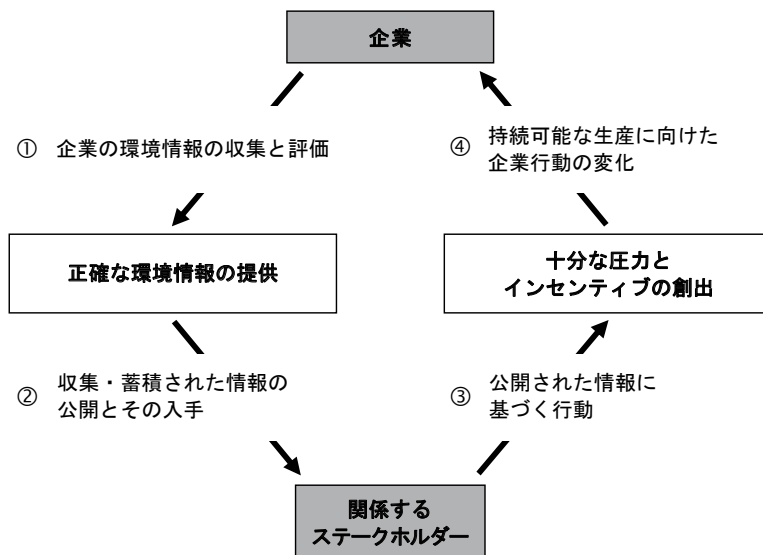 企業
① 企業の環境情報の収集と評価
④ 持続可能な生産に向けた
企業行動の変化
正確な環境情報の提供
十分な圧力と
インセンティブの創出
② 収集・蓄積された情報の
公開とその入手
③ 公開された情報に
基づく行動
関係する
ステークホルダー